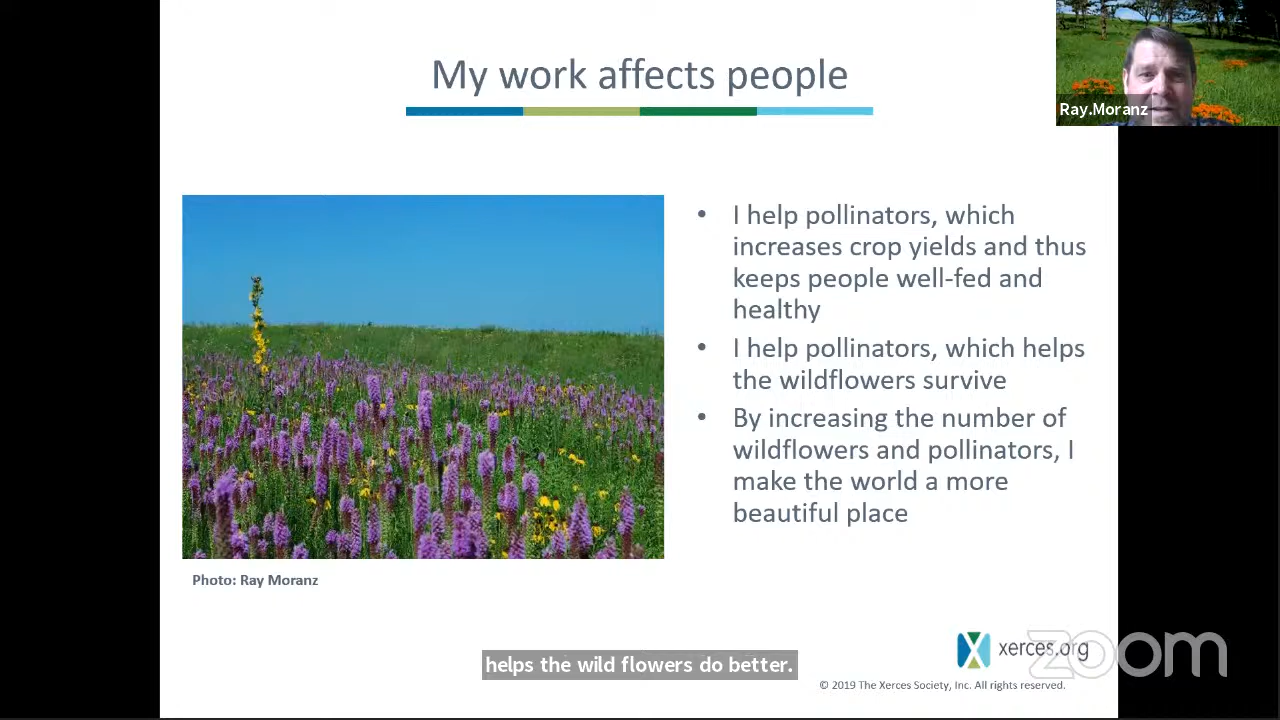 My work affects people
Ray.Moranz
• I help pollinators, which
increases crop yields and thus
keeps people well-fed and
healthy
• I help pollinators, which helps
the wildflowers survive
• By increasing the number of
wildflowers and pollinators, I
make the world a more
beautiful place
Photo: Ray Moranz
helps the wild flowers do better.
xerces.org
zoom
© 2019 The Xerces Society, Inc. All rights reserved.